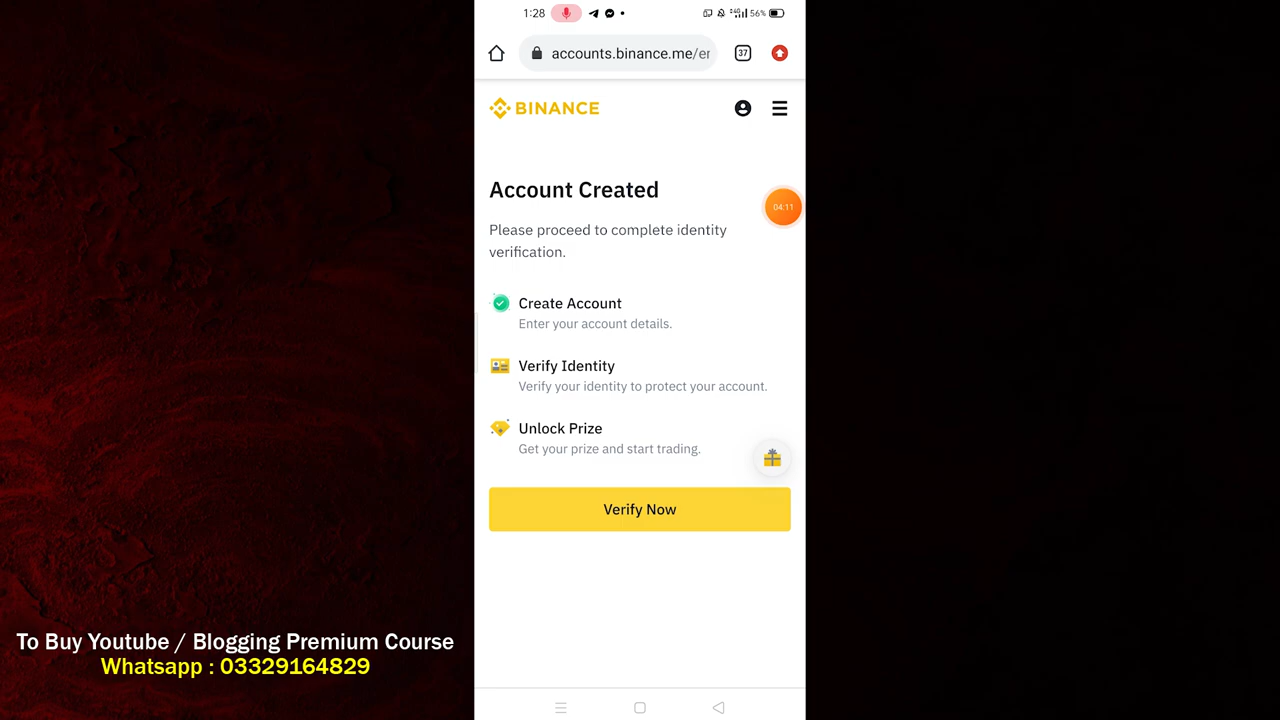 1:28
56%
accounts.binance.me/er
37
BINANCE
Account Created
04:11
Please proceed to complete identity
verification.
Create Account
Enter your account details.
Verify Identity
Verify your identity to protect your account.
Unlock Prize
Get your prize and start trading.
Verify Now
To Buy Youtube / Blogging Premium Course
Whatsapp : 03329164829